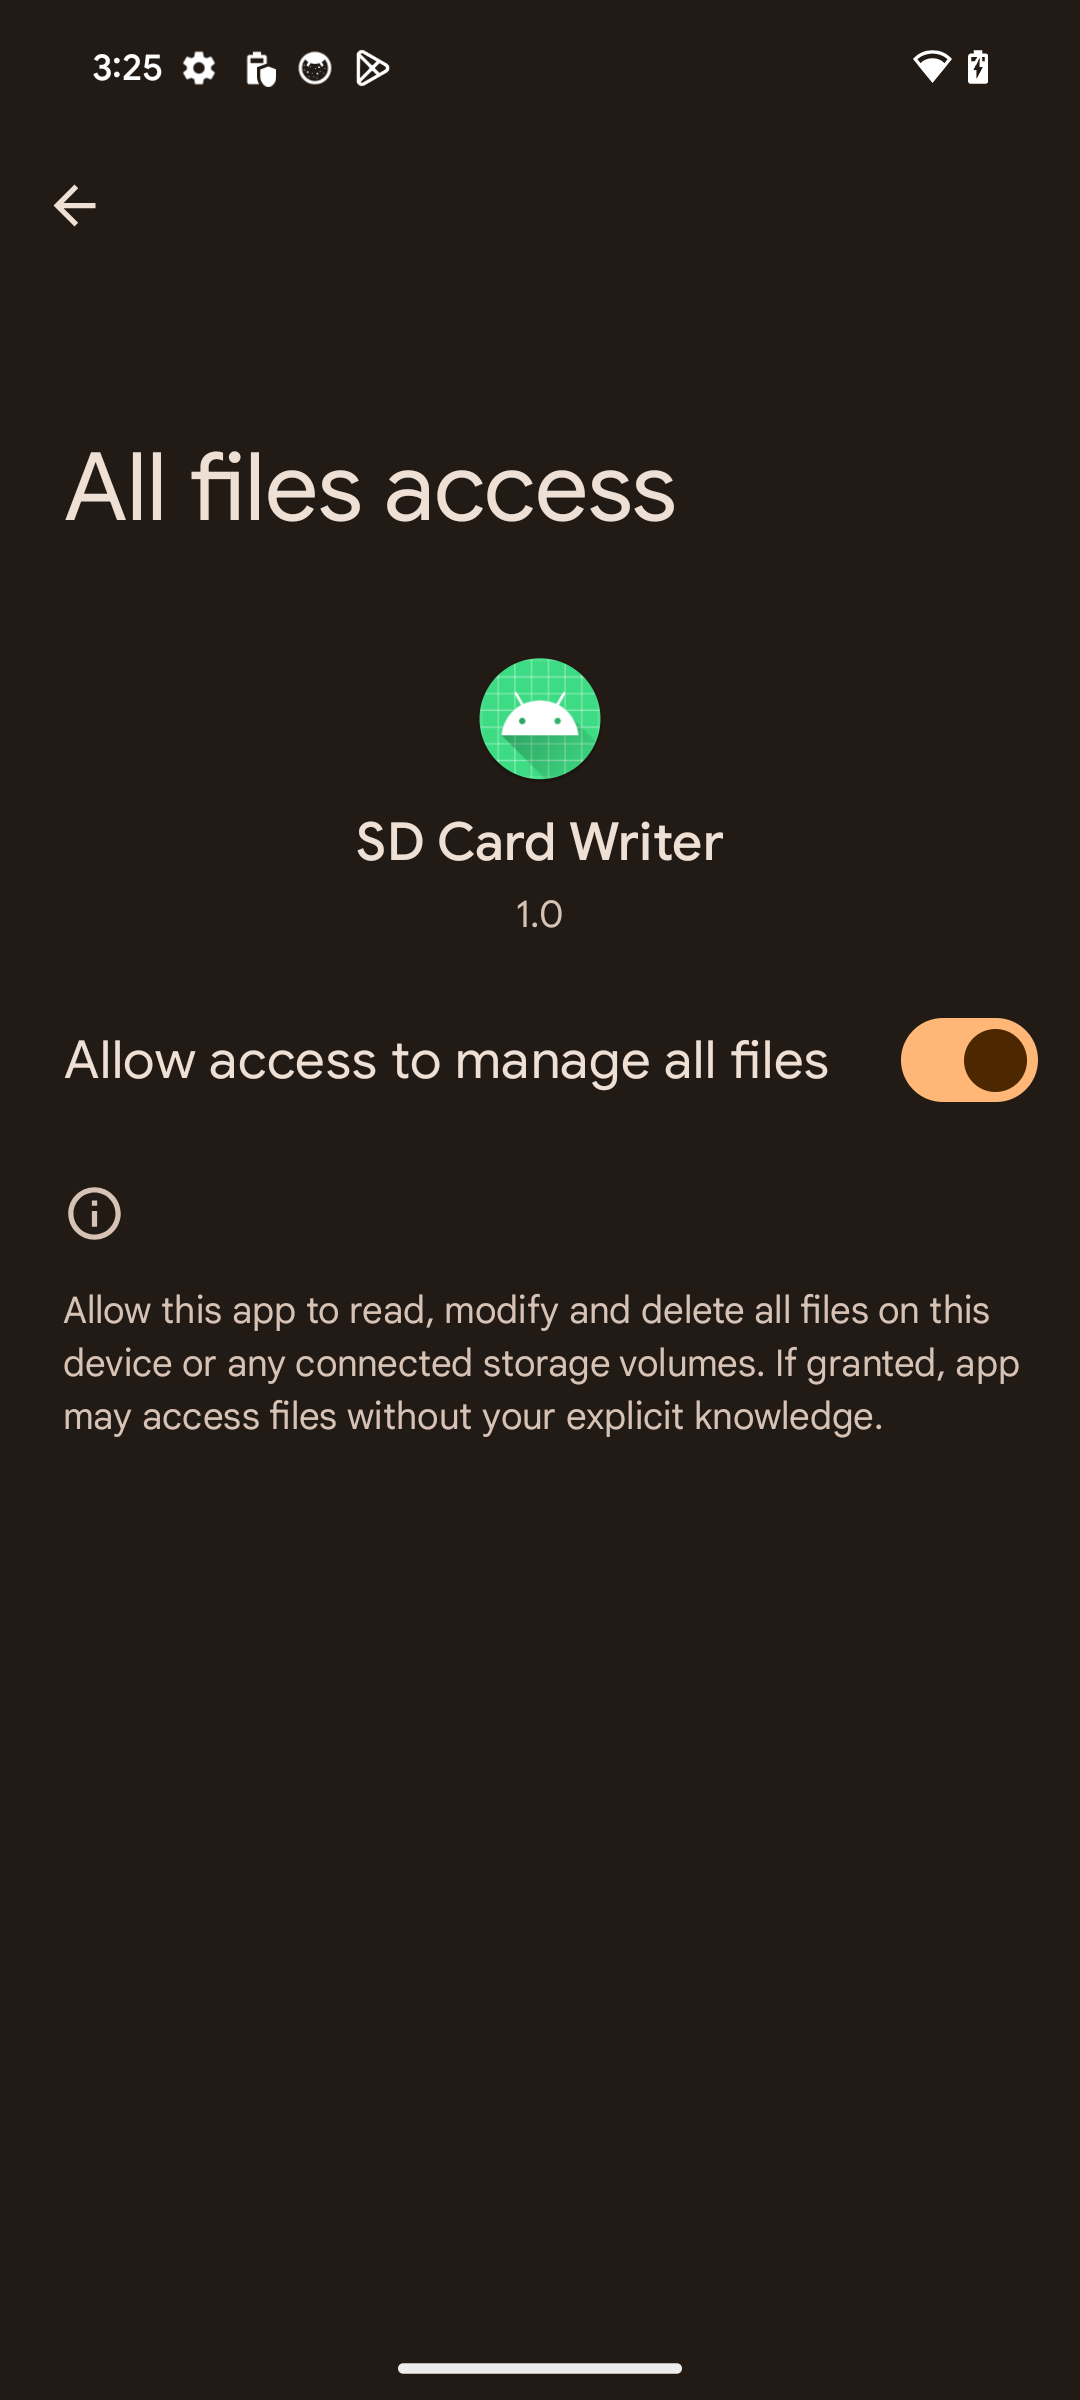 3:25
All files access
SD Card Writer
1.0
Allow access to manage all files
Allow this app to read, modify and delete all files on this
device or any connected storage volumes. If granted, app
may access files without your explicit knowledge.